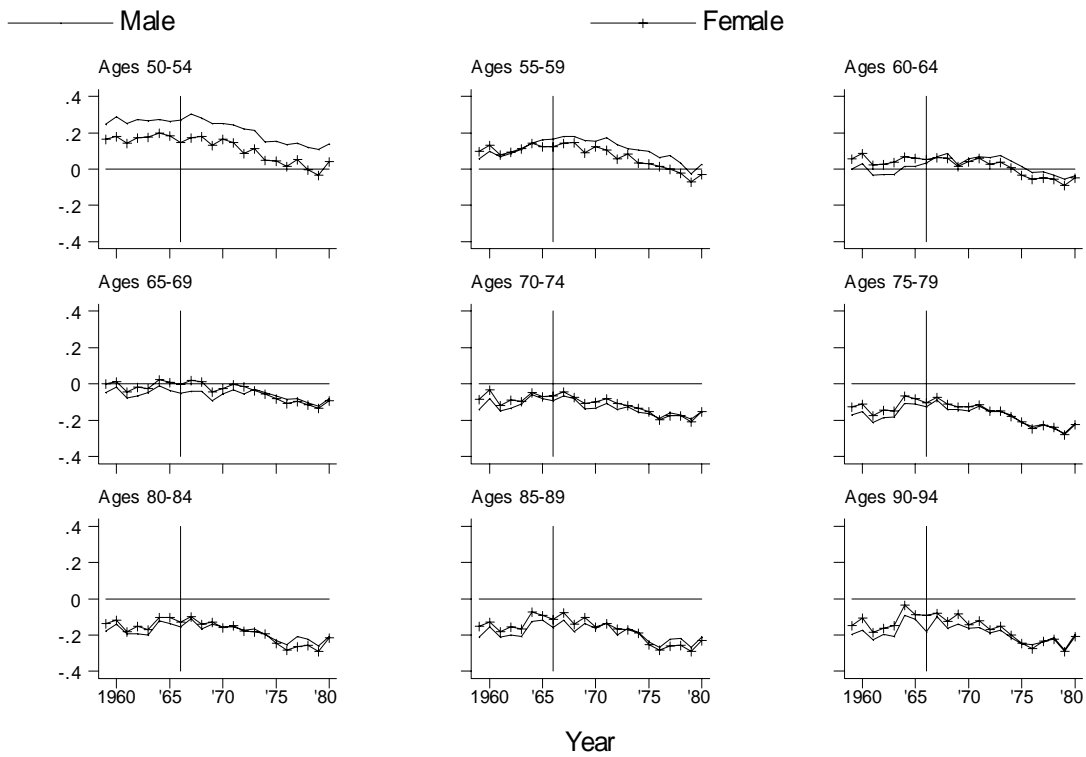 Male Female
Ages 50-54 Ages 55-59 Ages 60-64
.4
.2
0
-.2
-.4
Ages 65-69 Ages 70-74 Ages 75-79
.4
.2
0
-.2
-.4
Ages 80-84 Ages 85-89 Ages 90-94
.4
.2
0
-.2
-.4
1960 '65 '70 '75 '80 1960 '65 '70 '75 '80 1960 '65 '70 '75 '80
Year